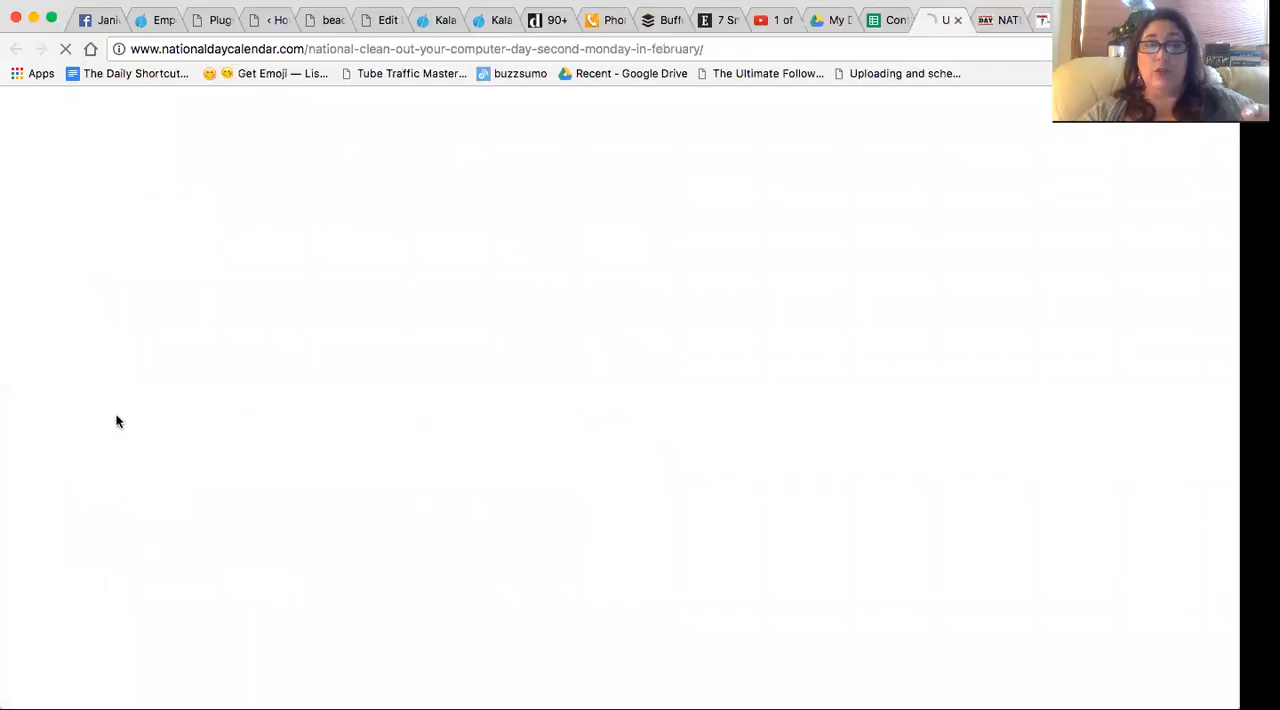 Jani Emp Plug < Ho beac Edit Kala Kala 90+ Pho Buff 7 Sr 1 of My D Con U NATI
www.nationaldaycalendar.com/national-clean-out-your-computer-day-second-monday-in-february/
Apps The Daily Shortcut... Get Emoji — Lis... Tube Traffic Master... buzzsumo Recent - Google Drive The Ultimate Follow... Uploading and sche...